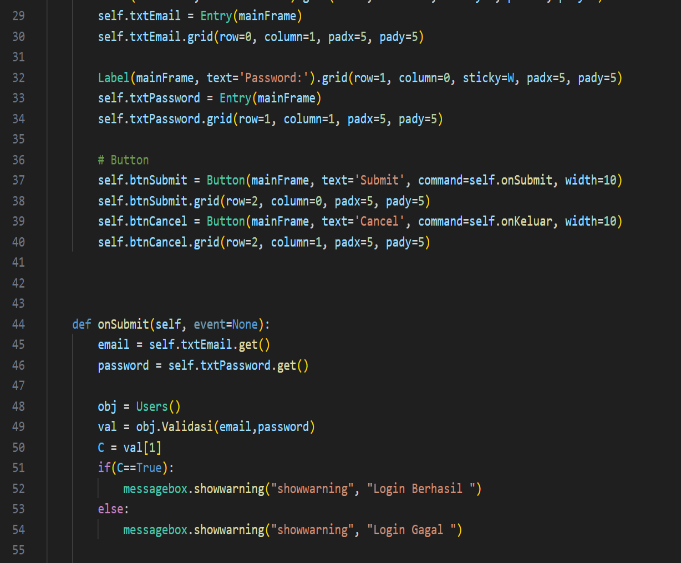 29 self.txtEmail = Entry(mainFrame)
30 self.txtEmail.grid(row=0, column=1, padx=5, pady=5)
31
32 Label(mainFrame, text='Password:').grid(row=1, column=0, sticky=W, padx=5, pady=5)
33 self.txtPassword = Entry(mainFrame)
34 self.txtPassword.grid(row=1, column=1, padx=5, pady=5)
35
36 # Button
37 self.btnSubmit = Button(mainFrame, text='Submit', command=self.onSubmit, width=10)
38 self.btnSubmit.grid(row=2, column=0, padx=5, pady=5)
39 self.btnCancel = Button(mainFrame, text='Cancel', command=self.onKeluar, width=10)
40 self.btnCancel.grid(row=2, column=1, padx=5, pady=5)
41
42
43
44 def onSubmit(self, event=None):
45 email = self.txtEmail.get()
46 password = self.txtPassword.get()
47
48 obj = Users()
49 val = obj.Validasi(email,password)
50 C = val[1]
51 if(C==True):
52 messagebox.showwarning("showwarning", "Login Berhasil ")
53 else:
54 messagebox.showwarning("showwarning", "Login Gagal ")
55